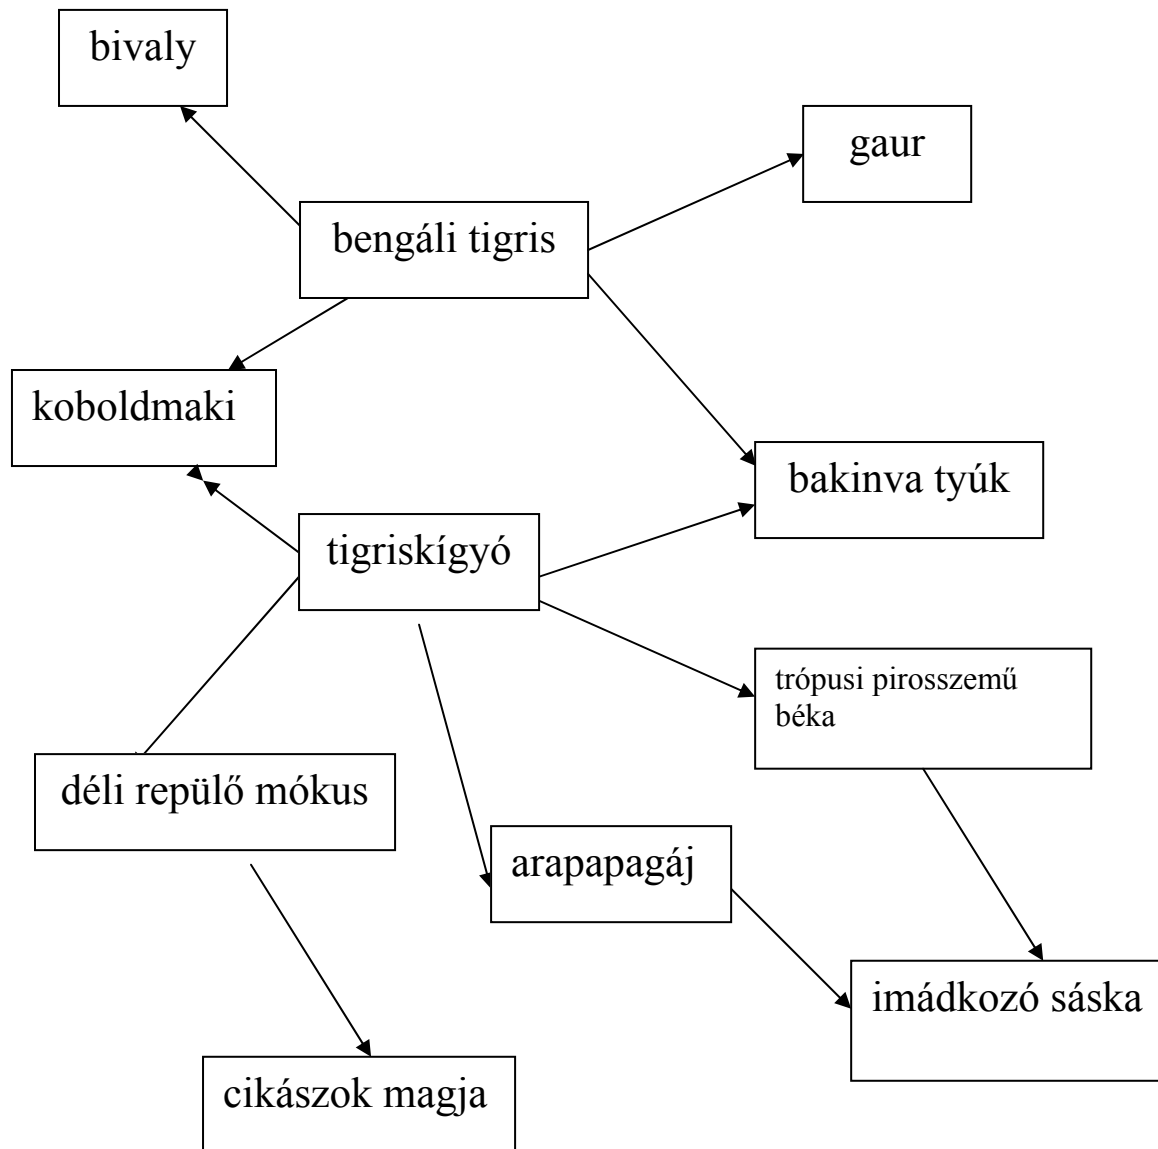 bivaly
gaur
bengáli tigris
koboldmaki
bakinva tyúk
tigriskígyó
trópusi pirosszemű
béka
déli repülő mókus
arapapagáj
imádkozó sáska
cikászok magja